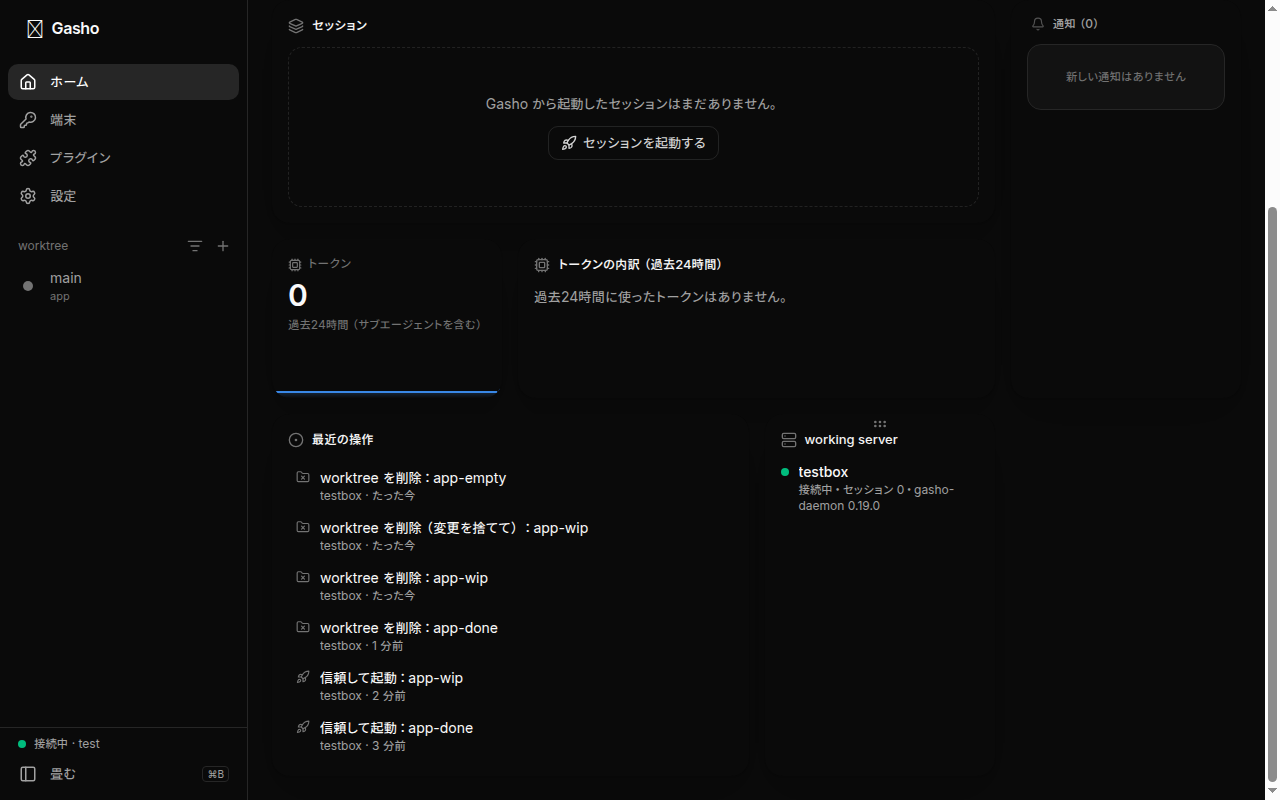 Gasho
ホーム
端末
プラグイン
設定
worktree
main
app
接続中 · test
畳む
⌘B
セッション
Gasho から起動したセッションはまだありません。
セッションを起動する
通知（0）
新しい通知はありません
トークン
0
過去24時間（サブエージェントを含む）
トークンの内訳（過去24時間）
過去24時間に使ったトークンはありません。
最近の操作
worktree を削除：app-empty
testbox · たった今
worktree を削除（変更を捨てて）：app-wip
testbox · たった今
worktree を削除：app-wip
testbox · たった今
worktree を削除：app-done
testbox · 1 分前
信頼して起動：app-wip
testbox · 2 分前
信頼して起動：app-done
testbox · 3 分前
working server
testbox
接続中・セッション 0・gasho-
daemon 0.19.0